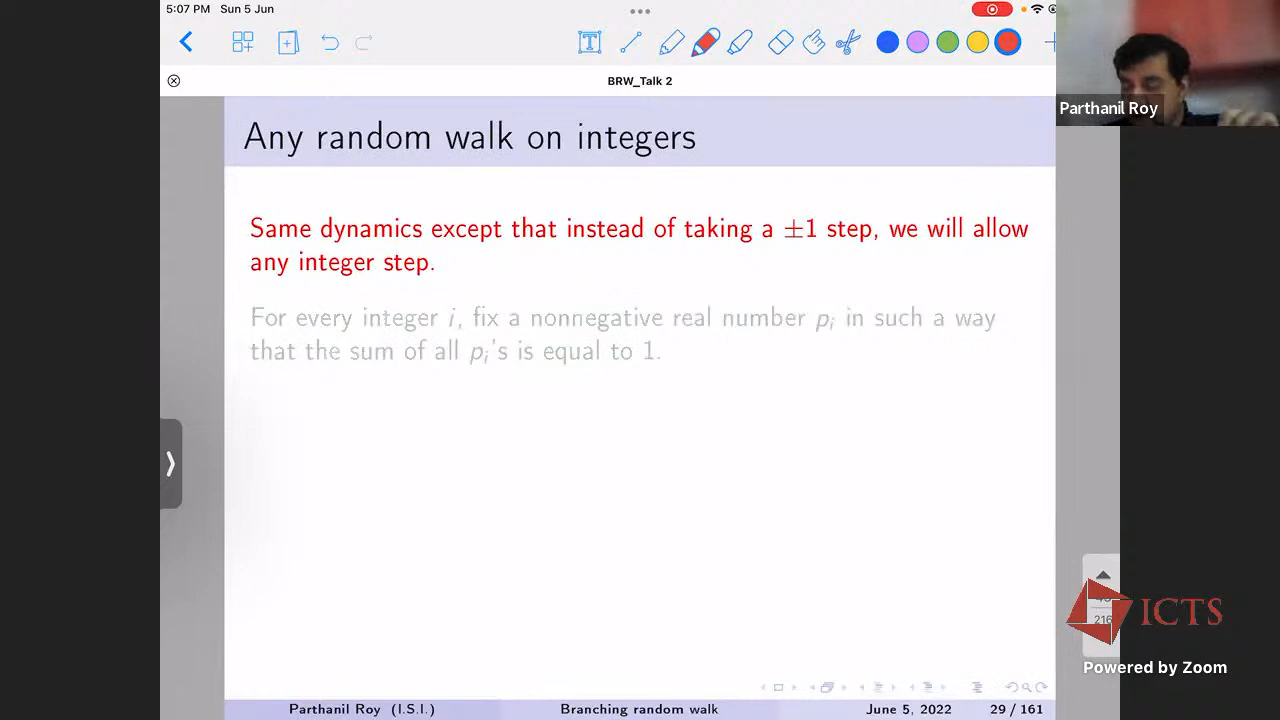 5:07 PM Sun 5 Jun
BRW_Talk 2
Parthanil Roy
Any random walk on integers
Same dynamics except that instead of taking a ±1 step, we will allow
any integer step.
For every integer i, fix a nonnegative real number pᵢ in such a way
that the sum of all pᵢ's is equal to 1.
216
ICTS
Powered by Zoom
Parthanil Roy (I.S.I.) Branching random walk June 5, 2022 29 / 161